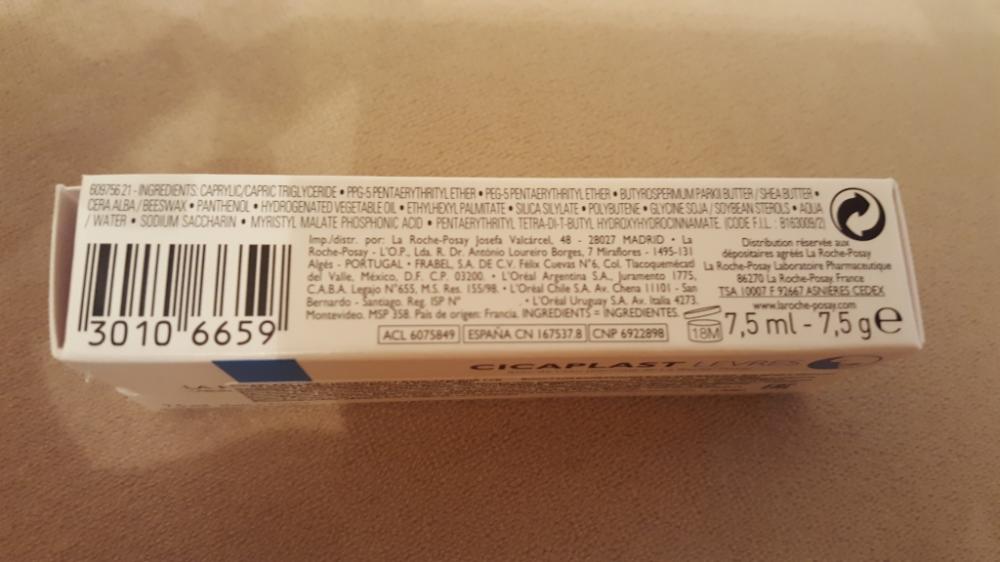 609756 21 - INGREDIENTS: CAPRYLIC/CAPRIC TRIGLYCERIDE • PPG-5 PENTAERYTHRITYL ETHER • PEG-5 PENTAERYTHRITYL ETHER • BUTYROSPERMUM PARKII BUTTER / SHEA BUTTER •
CERA ALBA / BEESWAX • PANTHENOL • HYDROGENATED VEGETABLE OIL • ETHYLHEXYL PALMITATE • SILICA SILYLATE • POLYBUTENE • GLYCINE SOJA / SOYBEAN STEROLS • AQUA
/ WATER • SODIUM SACCHARIN • MYRISTYL MALATE PHOSPHONIC ACID • PENTAERYTHRITYL TETRA-DI-T-BUTYL HYDROXYHYDROCINNAMATE. (CODE F.I.L. : B163009/2)
Imp./distr. por: La Roche-Posay Josefa Valcárcel, 48 - 28027 MADRID • La
Roche-Posay - L'O.P., Lda. R. Dr. António Loureiro Borges, 7 Miraflores - 1495-131
Algés - PORTUGAL • FRABEL, S.A. DE C.V. Félix Cuevas N°6, Col. Tlacoquemécatl
del Valle, México, D.F. C.P. 03200. • L'Oréal Argentina S.A., Juramento 1775,
C.A.B.A. Legajo N°655, M.S. Res. 155/98. • L'Oréal Chile S.A. Av. Chena 11101 - San
Bernardo - Santiago. Reg. ISP N° . • L'Oréal Uruguay S.A. Av. Italia 4273.
Montevideo. MSP 358. País de origen: Francia. INGREDIENTS = INGREDIENTES.
ACL 6075849 ESPAÑA CN 167537.8 CNP 6922898
Distribution réservée aux
dépositaires agréés La Roche-Posay
La Roche-Posay Laboratoire Pharmaceutique
86270 La Roche-Posay, France
TSA 10007 F 92667 ASNIÈRES CEDEX
www.laroche-posay.com
18M 7,5 ml - 7,5 g e
3010 6659
CICAPLAST LEVRES